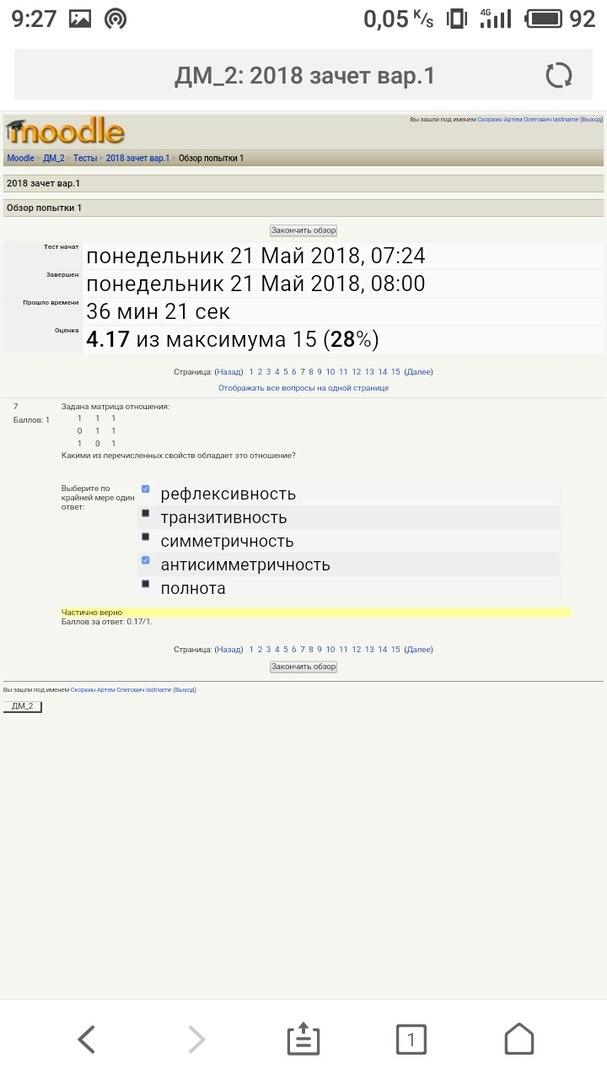 9:27 0,05 K/s 4G 92
ДМ_2: 2018 зачет вар.1
moodle
Вы зашли под именем Скоркин Артем Олегович lastname (Выход)
Moodle ► ДМ_2 ► Тесты ► 2018 зачет вар.1 ► Обзор попытки 1
2018 зачет вар.1
Обзор попытки 1
Закончить обзор
Тест начат понедельник 21 Май 2018, 07:24
Завершен понедельник 21 Май 2018, 08:00
Прошло времени 36 мин 21 сек
Оценка 4.17 из максимума 15 (28%)
Страница: (Назад) 1 2 3 4 5 6 7 8 9 10 11 12 13 14 15 (Далее)
Отображать все вопросы на одной странице
7
Баллов: 1
Задана матрица отношения:
1 1 1
0 1 1
1 0 1
Какими из перечисленных свойств обладает это отношение?
Выберите по
крайней мере один
ответ:
рефлексивность
транзитивность
симметричность
антисимметричность
полнота
Частично верно
Баллов за ответ: 0.17/1.
Страница: (Назад) 1 2 3 4 5 6 7 8 9 10 11 12 13 14 15 (Далее)
Закончить обзор
Вы зашли под именем Скоркин Артем Олегович lastname (Выход)
ДМ_2
1